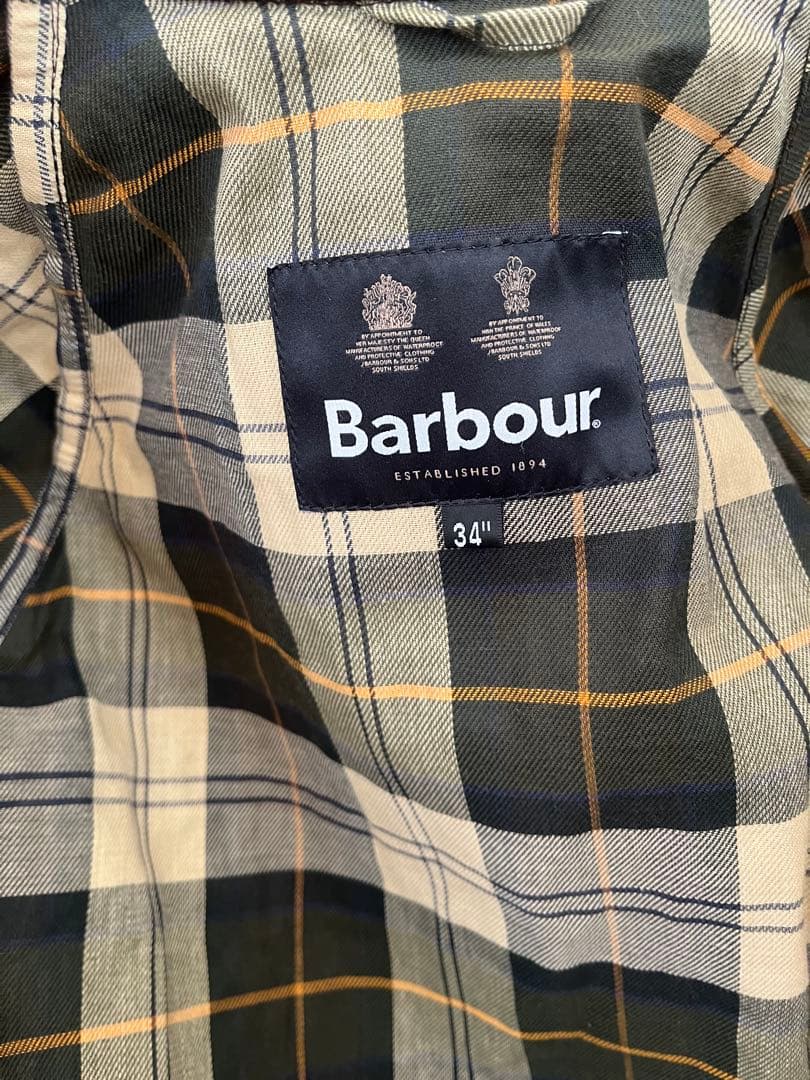 BY APPOINTMENT TO
HER MAJESTY THE QUEEN
MANUFACTURERS OF WATERPROOF
AND PROTECTIVE CLOTHING
J BARBOUR & SONS LTD
SOUTH SHIELDS
BY APPOINTMENT TO
HRH THE PRINCE OF WALES
MANUFACTURERS OF WATERPROOF
AND PROTECTIVE CLOTHING
J BARBOUR & SONS LTD
SOUTH SHIELDS
Barbour®
ESTABLISHED 1894
34"